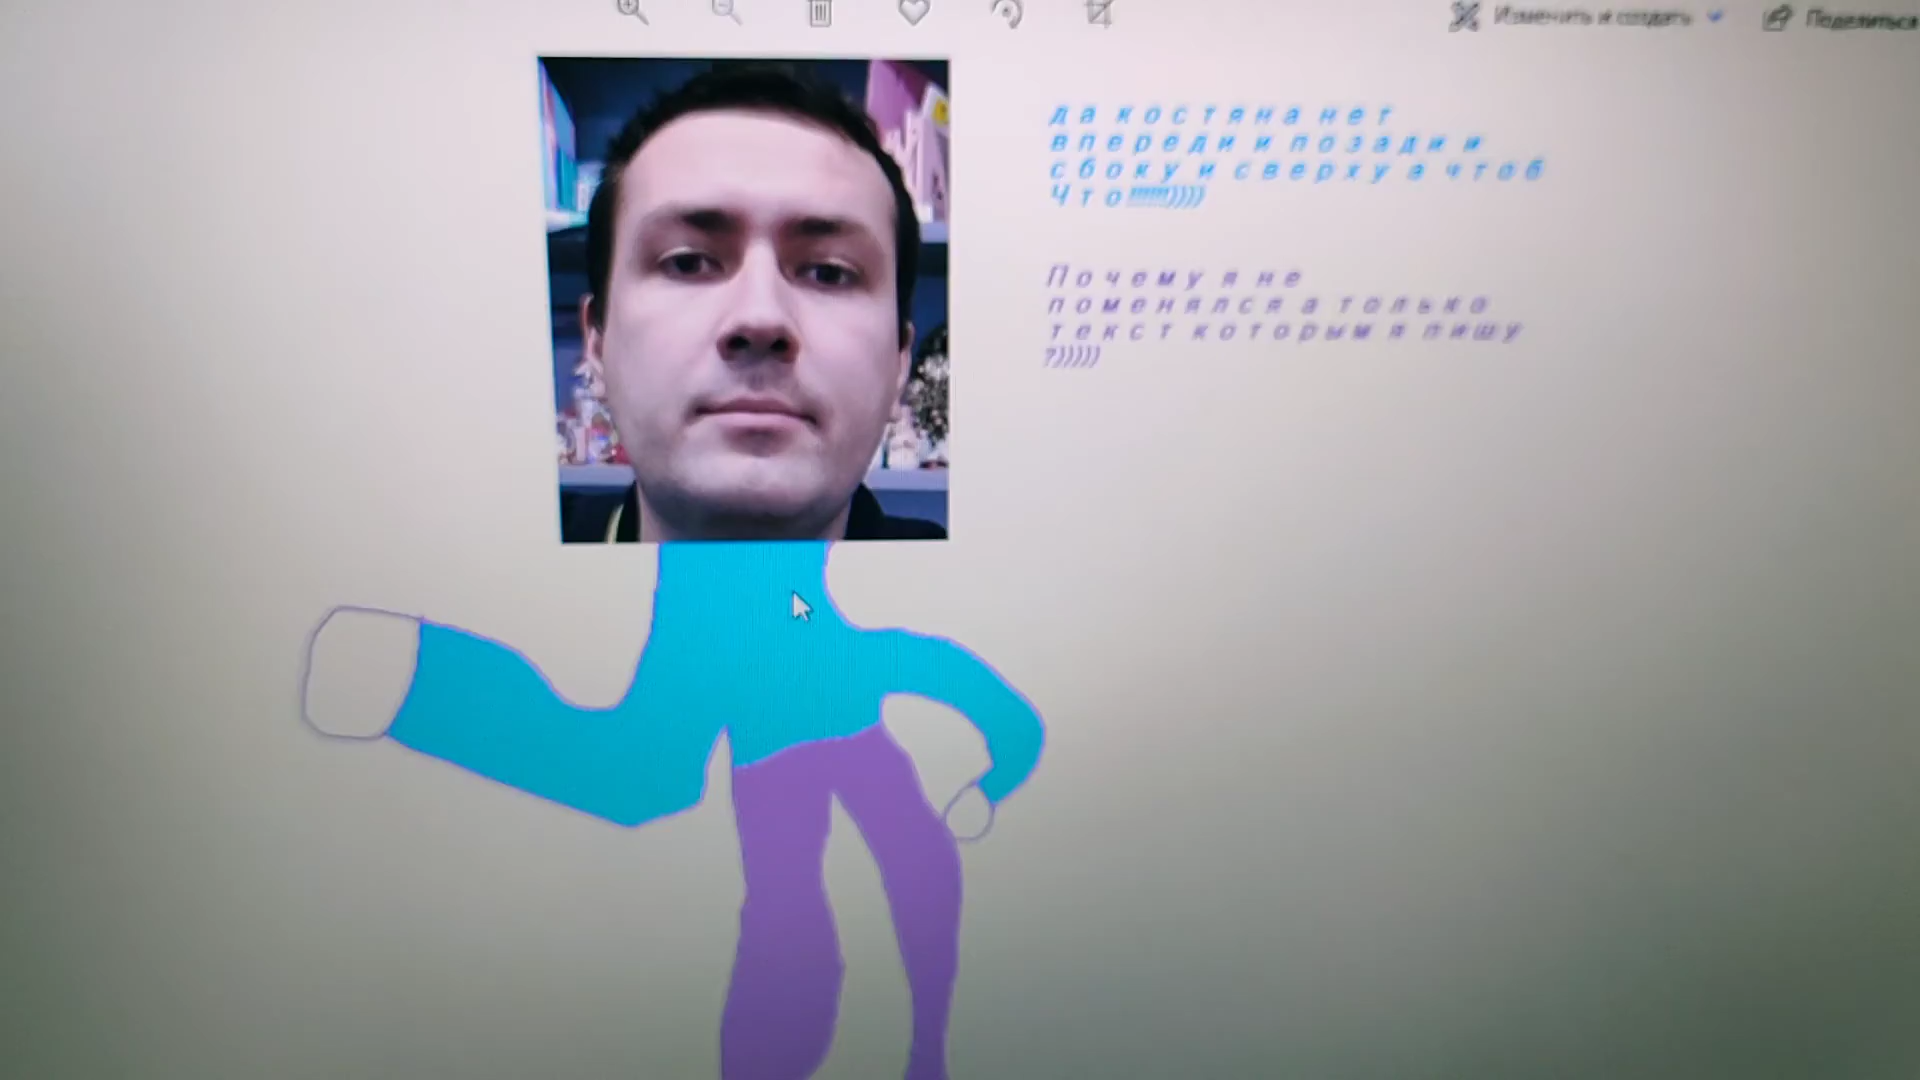 Изменить и создать
Поделиться
да костяна нет
впереди и позади и
сбоку и сверху а чтоб
Что!!!!!!!))))
Почему я не
поменялся а только
текст которым я пишу
?)))))